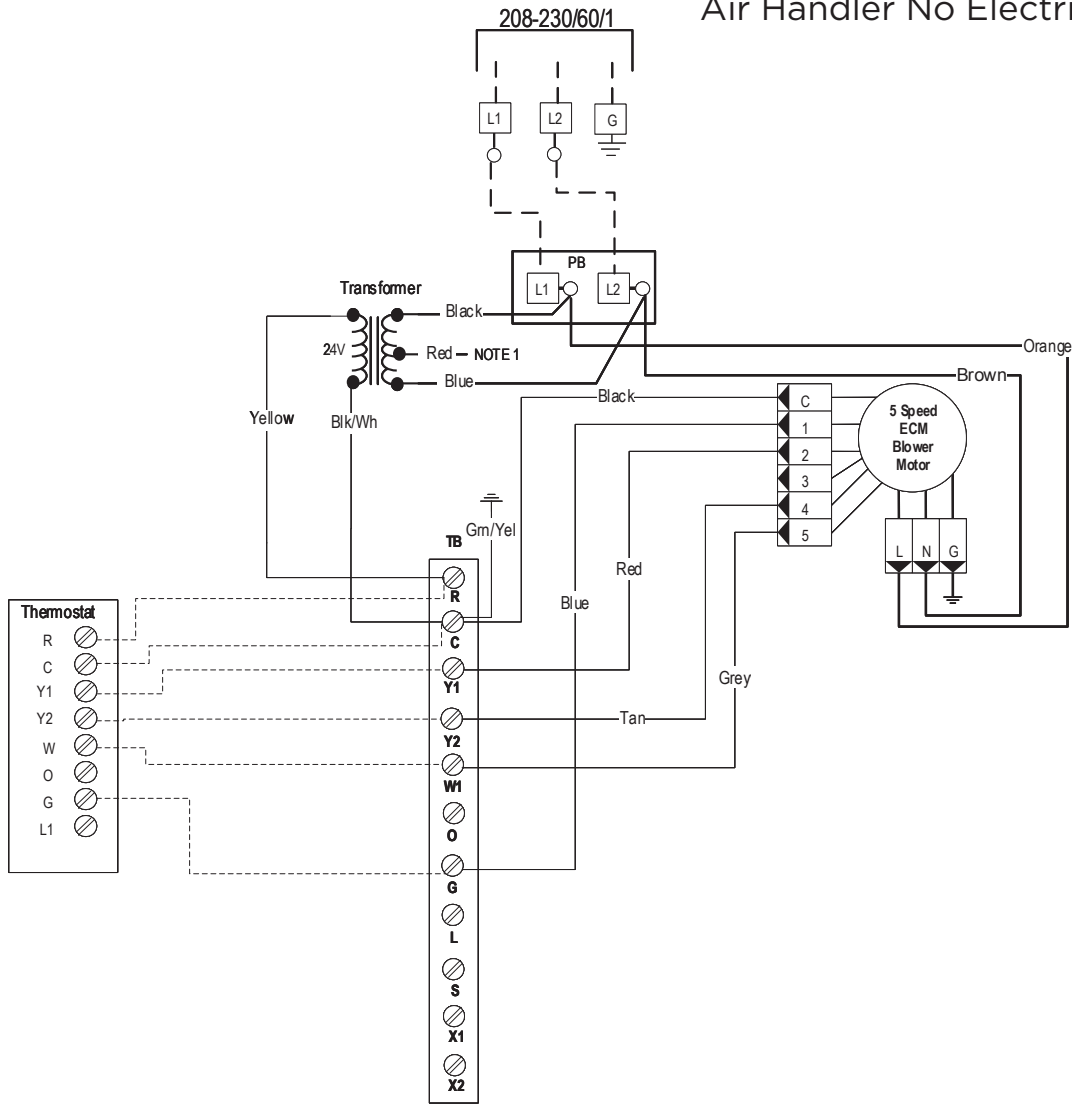 Air Handler No Electri
208-230/60/1
L1
L2
G
PB
L1
L2
Transformer
24V
Black
Red
NOTE 1
Blue
Orange
Brown
Yellow
Blk/Wh
Black
C
1
2
3
4
5
5 Speed
ECM
Blower
Motor
L
N
G
Grn/Yel
TB
Red
Blue
Grey
Tan
R
C
Y1
Y2
W1
O
G
L
S
X1
X2
Thermostat
R
C
Y1
Y2
W
O
G
L1